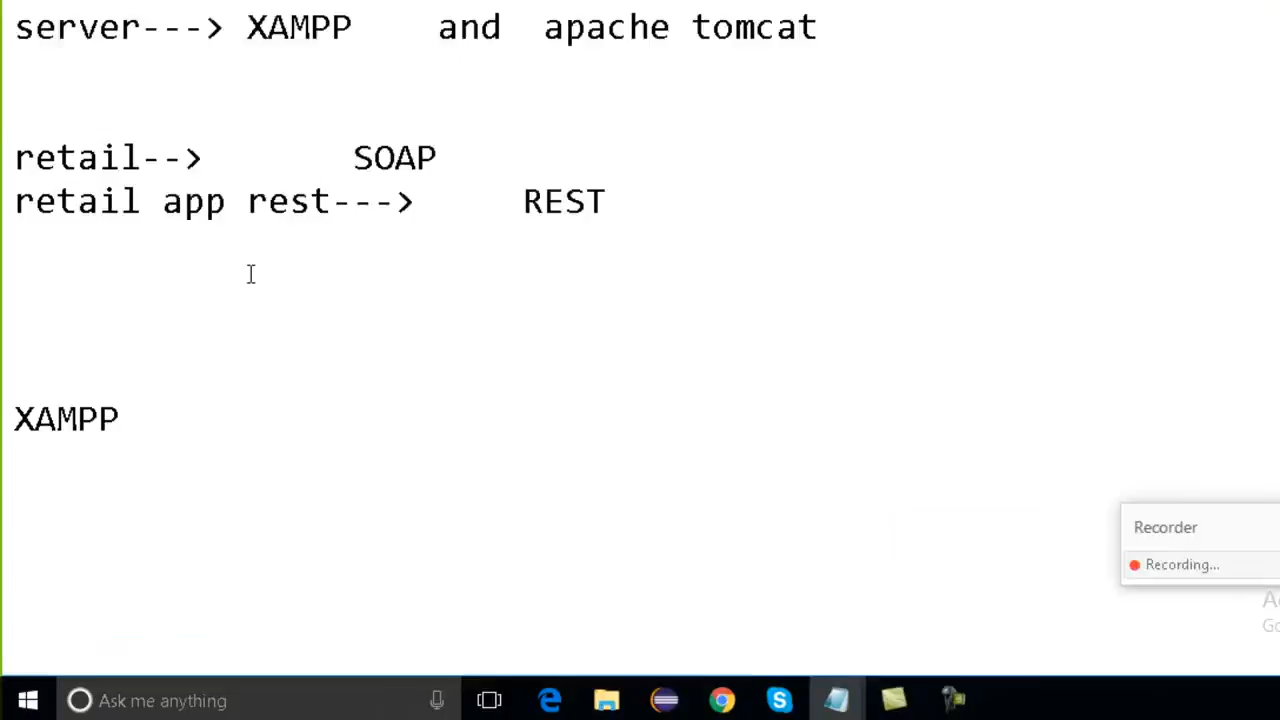 server---> XAMPP and apache tomcat
retail--> SOAP
retail app rest---> REST
XAMPP
Recorder
Recording...
Ask me anything